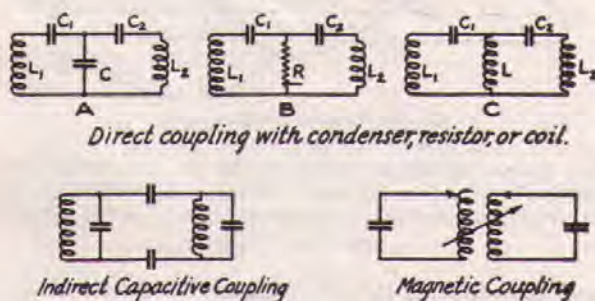 C₁ C₂ C₁ C₂ C₁ C₂
L₁ C L₂ L₁ R L₂ L₁ L L₂
A B C
Direct coupling with condenser, resistor, or coil.
Indirect Capacitive Coupling Magnetic Coupling